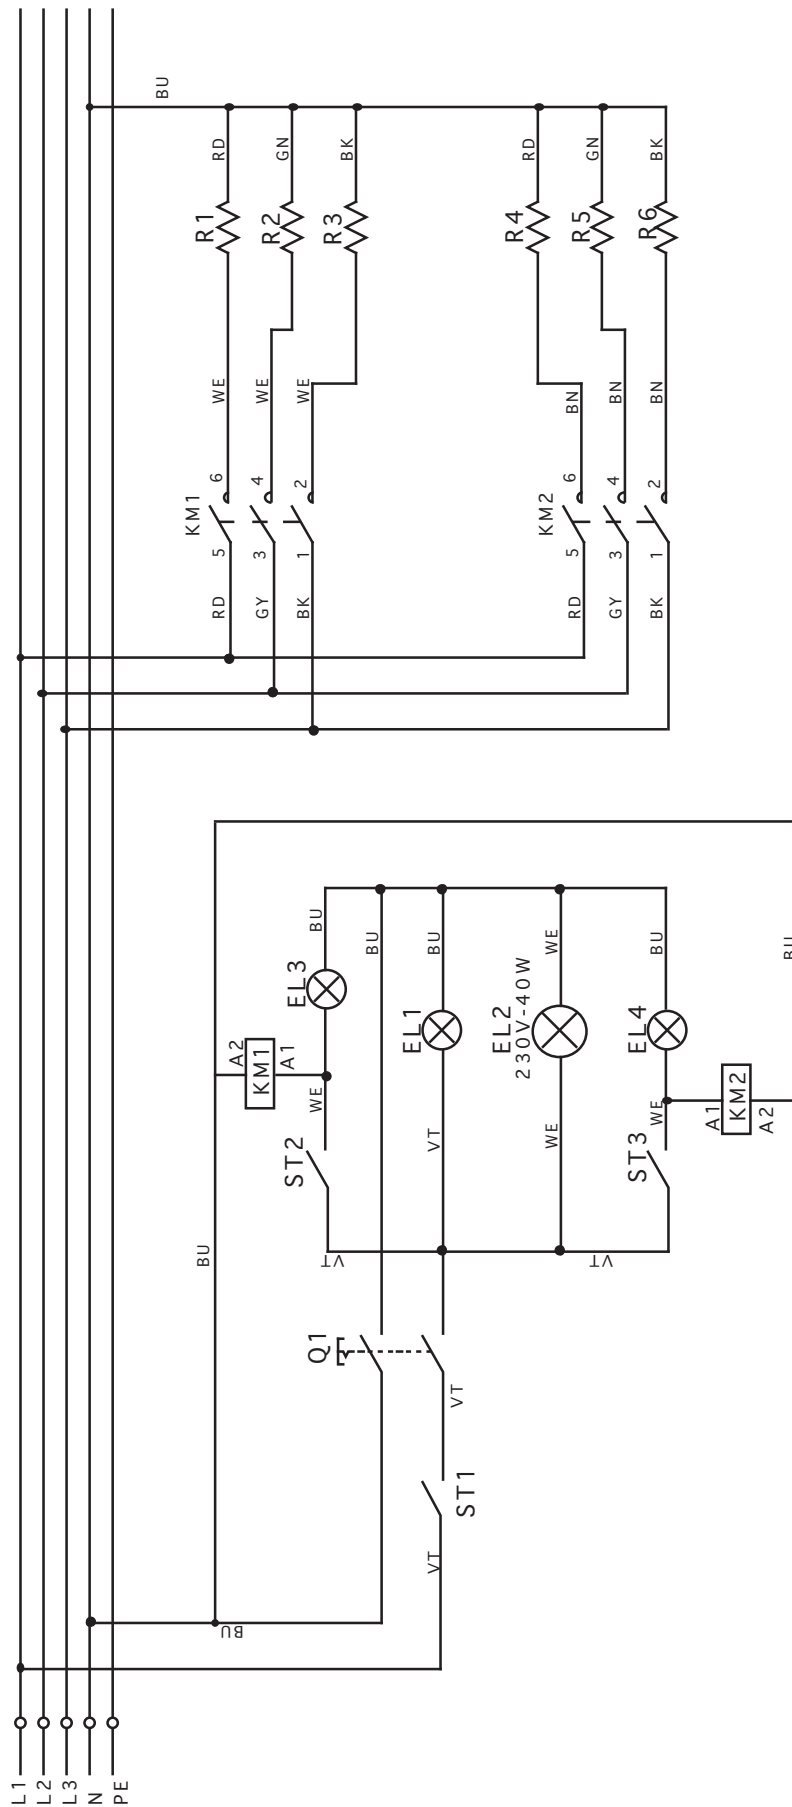 BU
RD
GN
BK
RD
GN
BK
R1
R2
R3
R4
R5
R6
WE
WE
WE
BN
BN
BN
6
4
2
6
4
2
KM1
KM2
5
3
1
5
3
1
RD
GY
BK
RD
GY
BK
BU
BU
BU
WE
BU
BU
EL3
EL1
EL2
230V-40W
EL4
A2
KM1
A1
A1
KM2
A2
WE
VT
WE
WE
ST2
ST3
BU
VT
VT
Q1
VT
ST1
VT
BU
L1
L2
L3
N
PE